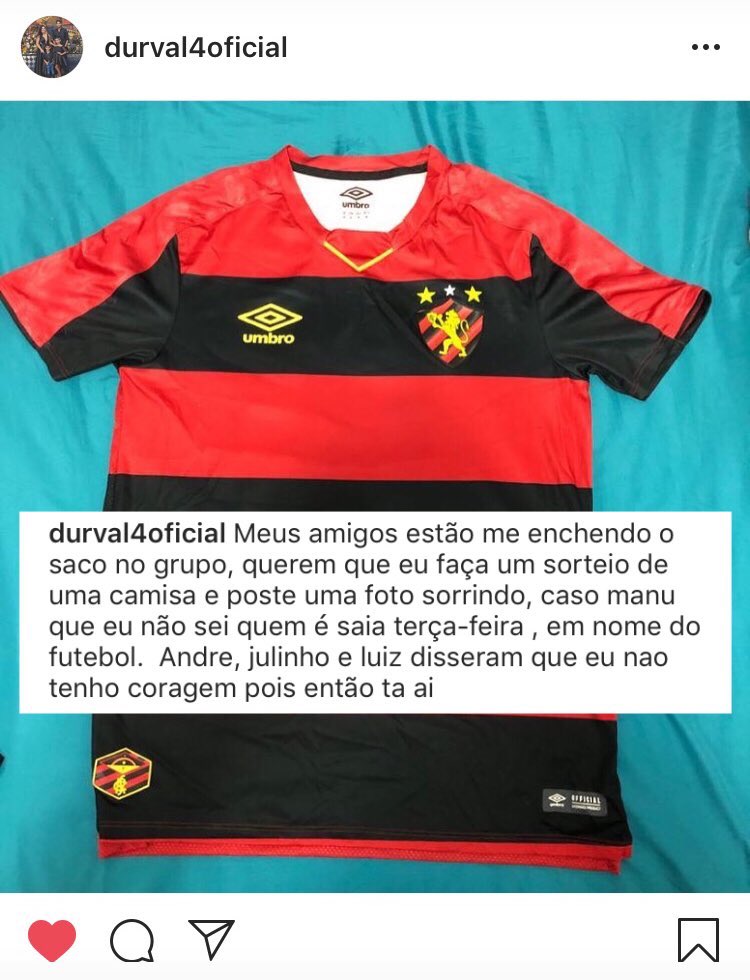 durval4oficial
umbro
umbro
durval4oficial Meus amigos estão me enchendo o
saco no grupo, querem que eu faça um sorteio de
uma camisa e poste uma foto sorrindo, caso manu
que eu não sei quem é saia terça-feira , em nome do
futebol.  Andre, julinho e luiz disseram que eu nao
tenho coragem pois então ta ai
umbro OFFICIAL